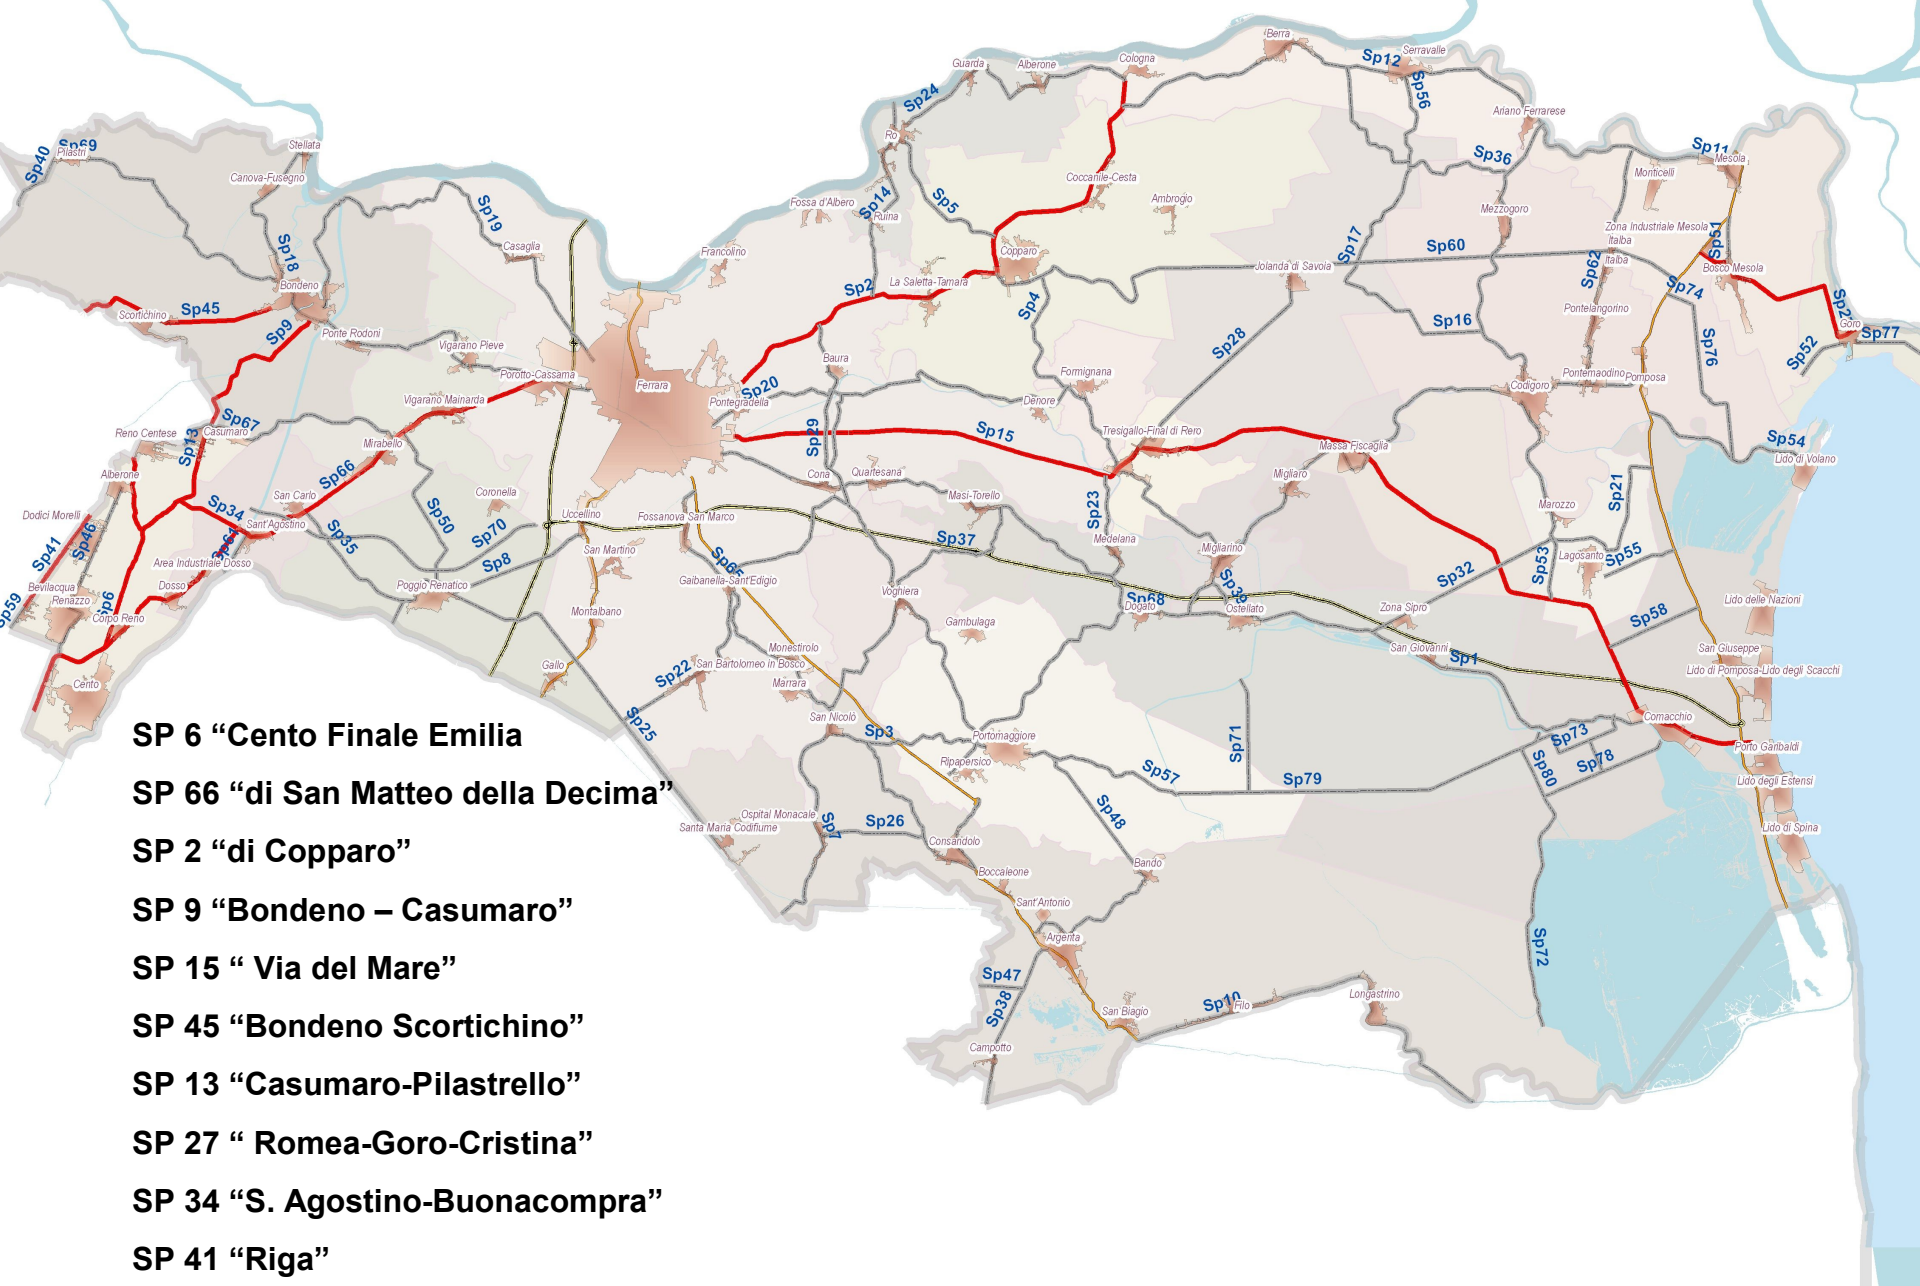 Berra
Sp12
Serravalle
Cologna
Guarda
Alberone
Sp24
Sp56
Ariano Ferrarese
Ro
Sp69
Pilastri
Sp40
Stellata
Canova-Fusegno
Sp11
Mesola
Monticelli
Sp36
Coccanile-Cesta
Ambrogio
Sp5
Sp14
Ruina
Fossa d'Albero
Sp19
Casaglia
Mezzogoro
Zona Industriale Mesola
Italba
Italba
Sp51
Bosco Mesola
Sp17
Sp60
Sp62
Francolino
Copparo
Jolanda di Savoia
Sp18
Bondeno
Sp2
La Saletta-Tamara
Sp4
Sp74
Pontelangorino
Goro
Sp77
Sp45
Scortichino
Sp9
Ponte Rodoni
Vigarano Pieve
Sp16
Sp28
Sp76
Sp52
Porotto-Cassama
Ferrara
Baura
Formignana
Codigoro
Pontemaodino
Pomposa
Sp20
Pontegradella
Denore
Vigarano Mainarda
Sp67
Casumaro
Reno Centese
Sp13
Mirabello
Sp29
Sp15
Tresigallo-Final di Rero
Massa Fiscaglia
Sp54
Lido di Volano
Alberone
Sp66
Cona
Quartesana
Migliaro
Sp21
San Carlo
Coronella
Masi-Torello
Sp34
Sp50
Sp23
Marozzo
Dodici Morelli
Sant'Agostino
Uccellino
Fossanova San Marco
Sp46
Sp41
Sp61
Sp35
Sp70
Sp37
Medelana
Migliarino
San Martino
Lagosanto
Sp55
Sp53
Area Industriale Dosso
Sp8
Sp65
Sp32
Bevilacqua
Dosso
Poggio Renatico
Gaibanella-Sant'Edigio
Voghiera
Sp39
Renazzo
Sp59
Sp6
Corpo Reno
Montalbano
Sp68
Dogato
Ostellato
Zona Sipro
Lido delle Nazioni
Sp58
Gambulaga
San Giovanni
Sp1
San Giuseppe
Monestirolo
Gallo
Sp22
San Bartolomeo in Bosco
Marrara
Lido di Pomposa-Lido degli Scacchi
Cento
San Nicolò
Sp25
Sp3
Portomaggiore
Comacchio
Sp71
Sp73
Porto Garibaldi
SP 6 “Cento Finale Emilia
Ripapersico
Sp57
Sp79
Sp80
Sp78
Lido degli Estensi
SP 66 “di San Matteo della Decima”
Sp48
Ospital Monacale
Santa Maria Codifiume
Sp7
Sp26
Lido di Spina
Consandolo
SP 2 “di Copparo”
Boccaleone
Bando
Sant'Antonio
SP 9 “Bondeno – Casumaro”
Argenta
Sp72
SP 15 “ Via del Mare”
Sp47
Sp38
Sp10
Filo
Longastrino
San Biagio
SP 45 “Bondeno Scortichino”
Campotto
SP 13 “Casumaro-Pilastrello”
SP 27 “ Romea-Goro-Cristina”
SP 34 “S. Agostino-Buonacompra”
SP 41 “Riga”